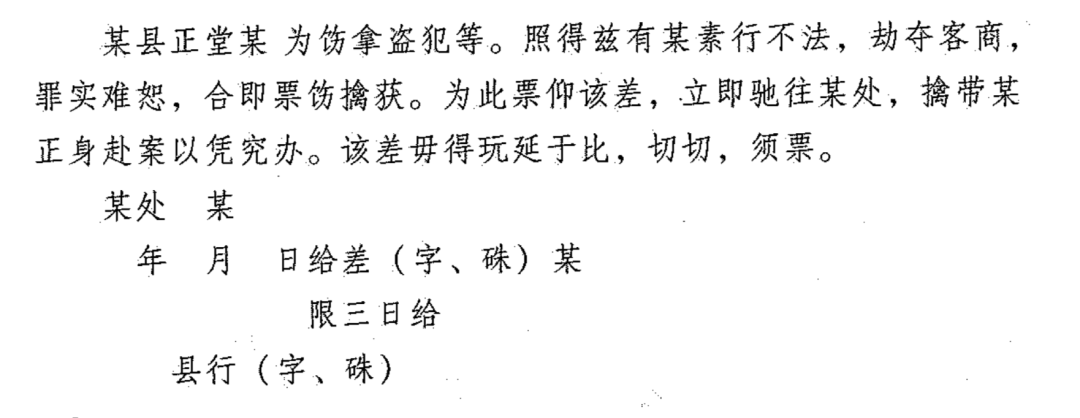 某县正堂某 为饬拿盗犯等。照得兹有某素行不法，劫夺客商，
罪实难恕，合即票饬擒获。为此票仰该差，立即驰往某处，擒带某
正身赴案以凭究办。该差毋得玩延于比，切切，须票。
某处 某
年 月 日给差（字、硃）某
限三日给
县行（字、硃）